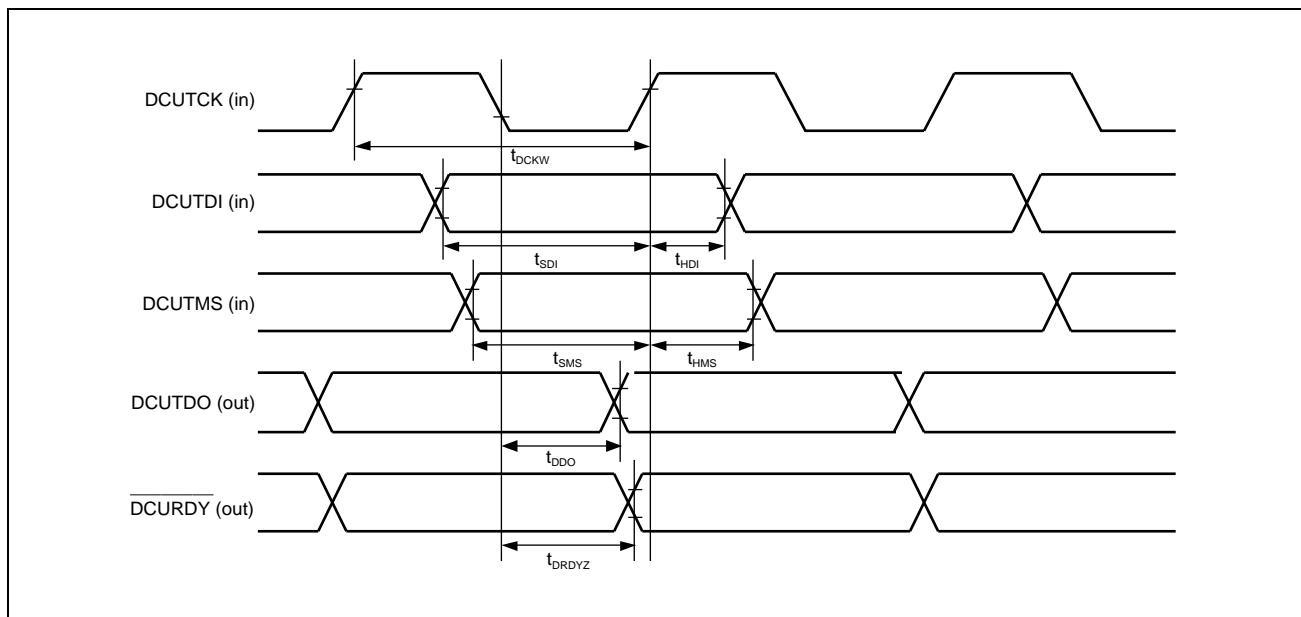 DCUTCK (in)
tDCKW
DCUTDI (in)
tSDI
tHDI
DCUTMS (in)
tSMS
tHMS
DCUTDO (out)
tDDO
DCURDY (out)
tDRDYZ